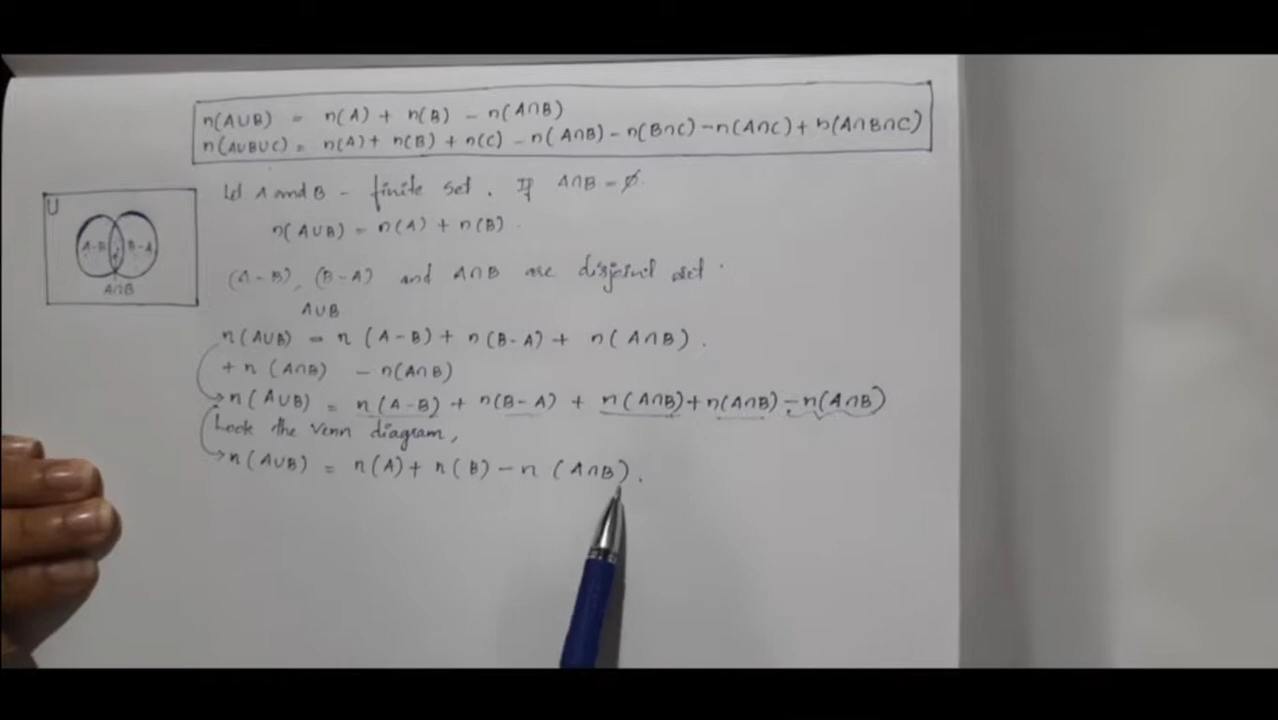 n(A∪B) = n(A) + n(B) - n(A∩B)
n(A∪B∪C) = n(A) + n(B) + n(C) - n(A∩B) - n(B∩C) - n(A∩C) + n(A∩B∩C)
Let A and B - finite set. If A∩B = ∅.
n(A∪B) = n(A) + n(B).
U
A-B B-A
A∩B
(A-B), (B-A) and A∩B are disjoint set.
A∪B
n(A∪B) = n(A-B) + n(B-A) + n(A∩B).
+ n(A∩B) - n(A∩B)
n(A∪B) = n(A-B) + n(B-A) + n(A∩B) + n(A∩B) - n(A∩B)
Look the Venn diagram,
n(A∪B) = n(A) + n(B) - n(A∩B).